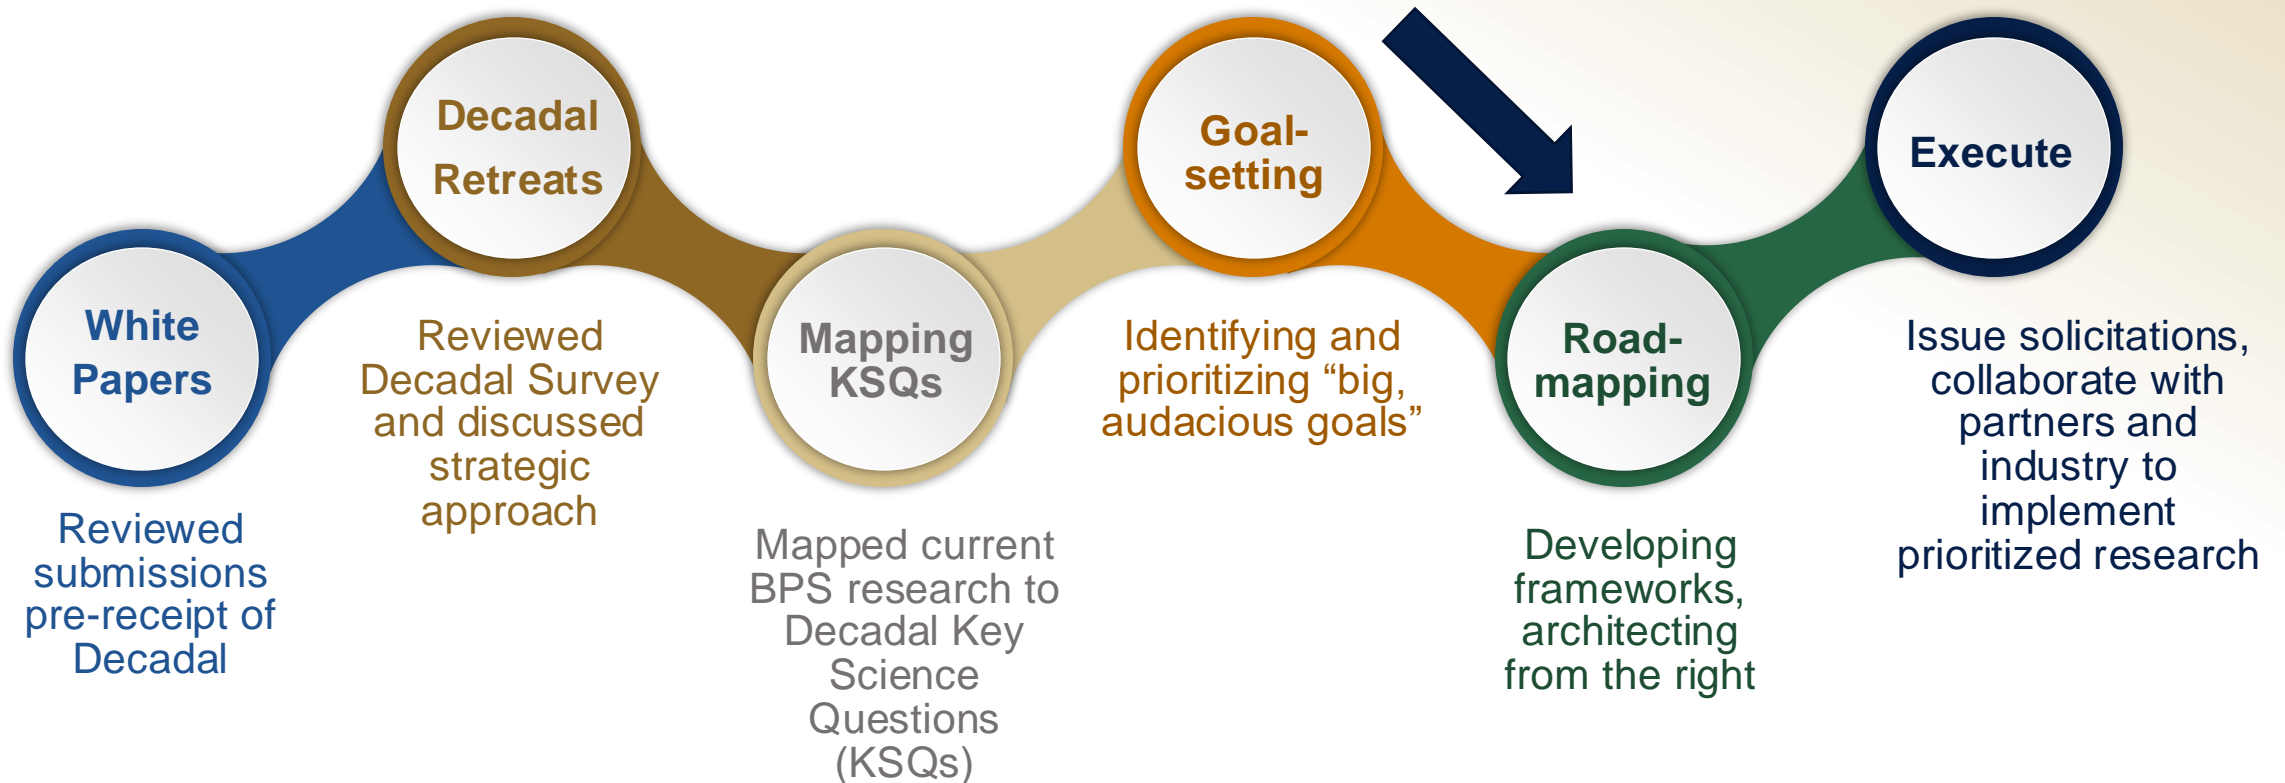 White
Papers
Reviewed
submissions
pre-receipt of
Decadal
Decadal
Retreats
Reviewed
Decadal Survey
and discussed
strategic
approach
Mapping
KSQs
Mapped current
BPS research to
Decadal Key
Science
Questions
(KSQs)
Goal-
setting
Identifying and
prioritizing “big,
audacious goals”
Road-
mapping
Developing
frameworks,
architecting
from the right
Execute
Issue solicitations,
collaborate with
partners and
industry to
implement
prioritized research